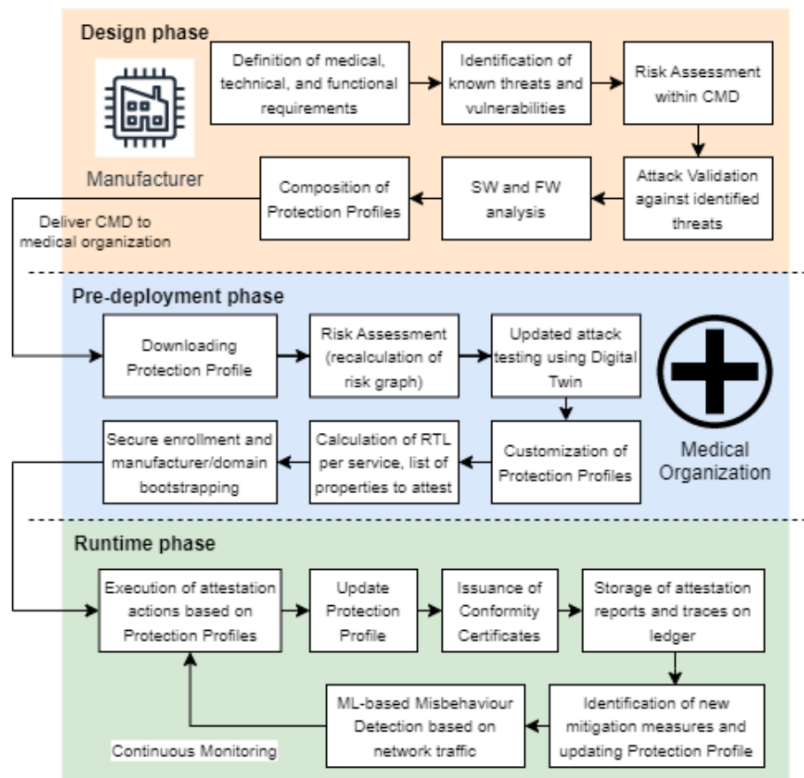 Design phase
Definition of medical,
technical, and functional
requirements
Identification of
known threats and
vulnerabilities
Risk Assessment
within CMD
Manufacturer
Composition of
Protection Profiles
SW and FW
analysis
Attack Validation
against identified
threats
Deliver CMD to
medical organization
Pre-deployment phase
Downloading
Protection Profile
Risk Assessment
(recalculation of
risk graph)
Updated attack
testing using Digital
Twin
Secure enrollment and
manufacturer/domain
bootstrapping
Calculation of RTL
per service, list of
properties to attest
Customization of
Protection Profiles
Medical
Organization
Runtime phase
Execution of attestation
actions based on
Protection Profiles
Update
Protection
Profile
Issuance of
Conformity
Certificates
Storage of attestation
reports and traces on
ledger
ML-based Misbehaviour
Detection based on
network traffic
Identification of new
mitigation measures and
updating Protection Profile
Continuous Monitoring